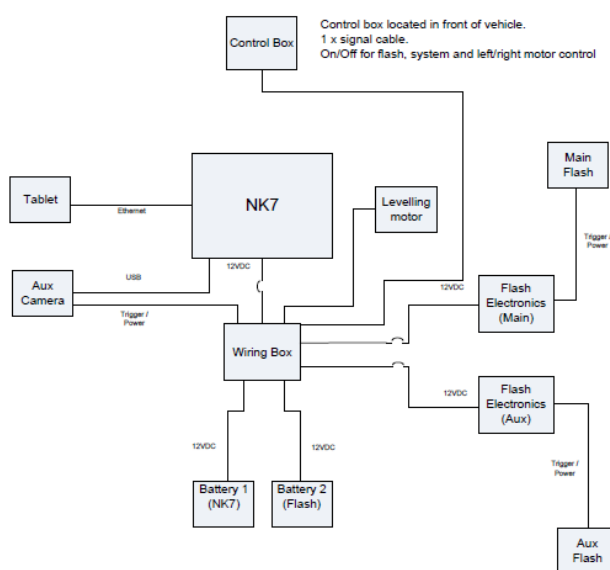 Control box located in front of vehicle.
1 x signal cable.
On/Off for flash, system and left/right motor control
Control Box
Main
Flash
NK7
Tablet
Ethernet
Levelling
motor
Trigger /
Power
12VDC
USB
Aux
Camera
12VDC
Flash
Electronics
(Main)
Trigger /
Power
Wiring Box
12VDC
Flash
Electronics
(Aux)
12VDC
12VDC
Trigger /
Power
Battery 1
(NK7)
Battery 2
(Flash)
Aux
Flash